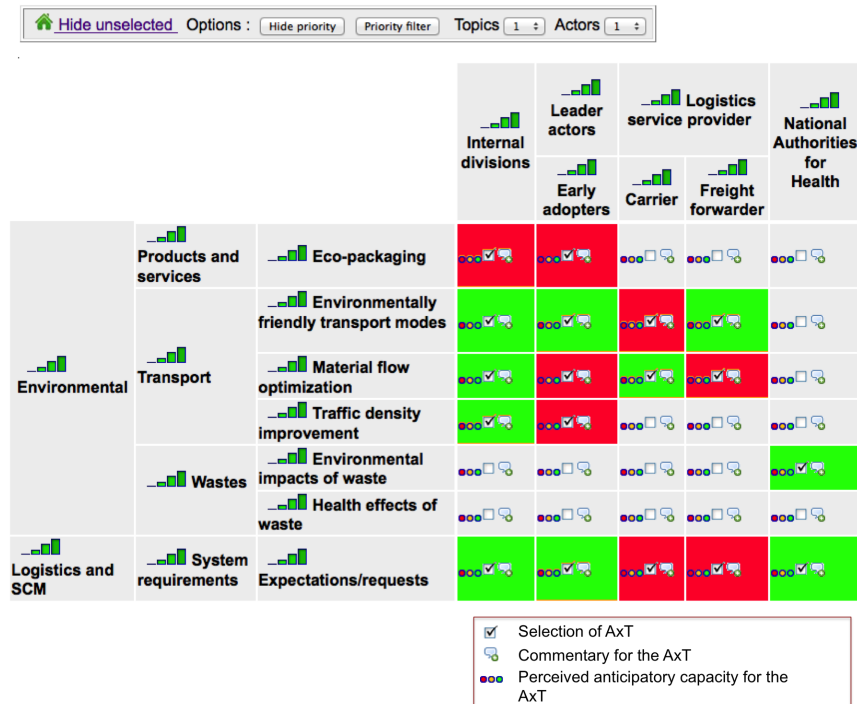 Hide unselected Options : Hide priority Priority filter Topics 1 Actors 1
Internal
divisions
Leader
actors
Logistics
service provider
National
Authorities
for
Health
Early
adopters
Carrier
Freight
forwarder
Environmental
Products and
services
Eco-packaging
Transport
Environmentally
friendly transport modes
Material flow
optimization
Traffic density
improvement
Wastes
Environmental
impacts of waste
Health effects of
waste
Logistics and
SCM
System
requirements
Expectations/requests
Selection of AxT
Commentary for the AxT
Perceived anticipatory capacity for the
AxT